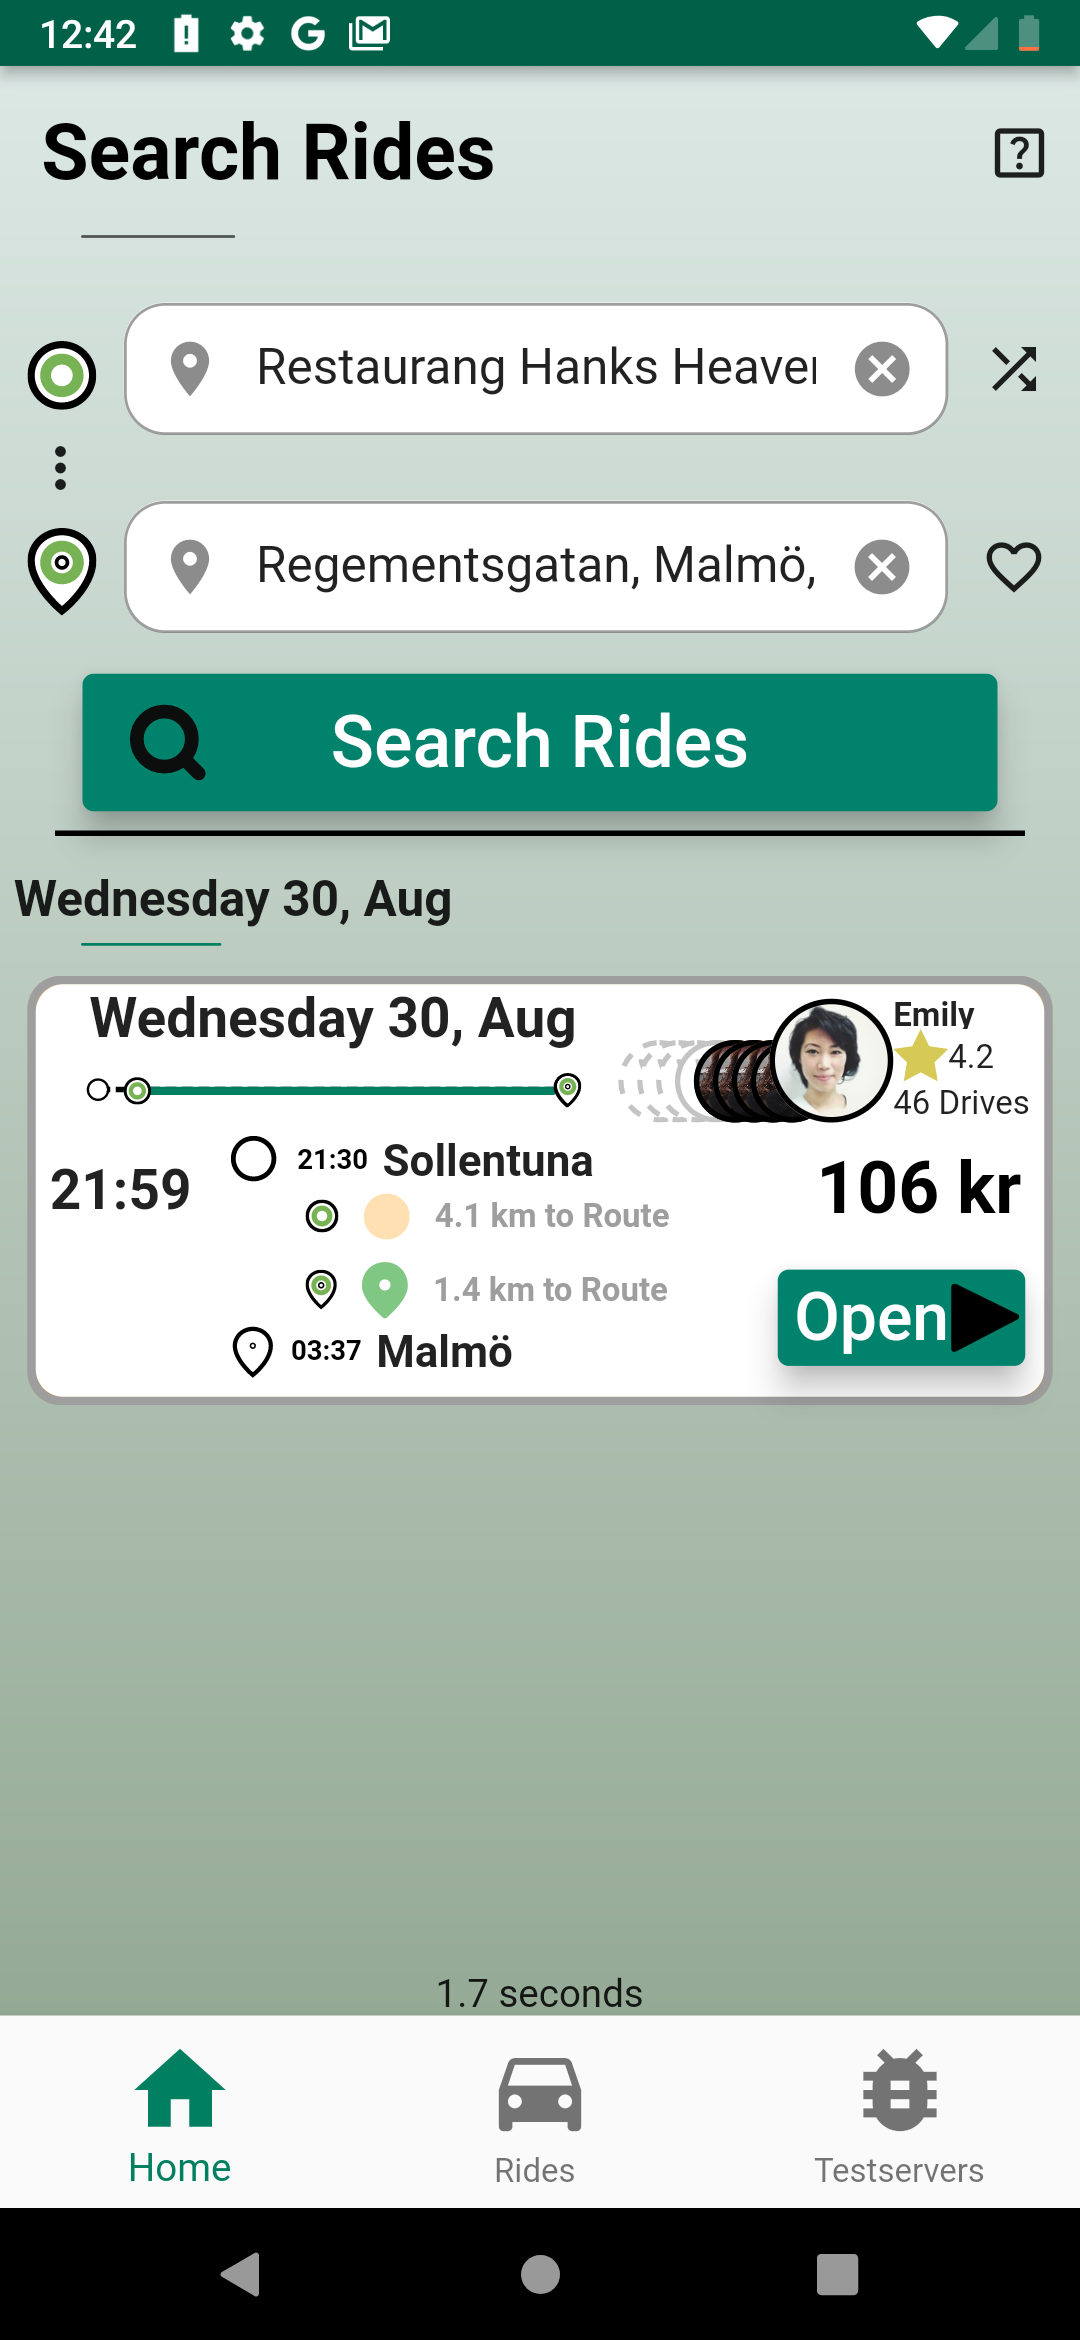 12:42
Search Rides
Restaurang Hanks Heaven
Regementsgatan, Malmö,
Search Rides
Wednesday 30, Aug
Wednesday 30, Aug
Emily
4.2
46 Drives
21:59
21:30 Sollentuna
4.1 km to Route
1.4 km to Route
03:37 Malmö
106 kr
Open
1.7 seconds
Home
Rides
Testservers